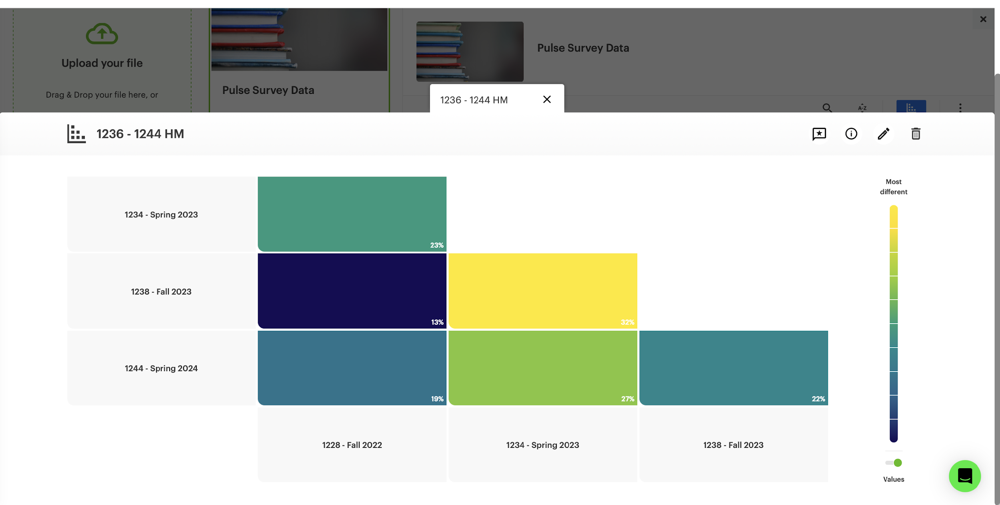 Upload your file
Drag & Drop your file here, or
Pulse Survey Data
Pulse Survey Data
1236 - 1244 HM
A-Z
1236 - 1244 HM
Most
different
1234 - Spring 2023
23%
1238 - Fall 2023
13%
32%
1244 - Spring 2024
19%
27%
22%
1228 - Fall 2022
1234 - Spring 2023
1238 - Fall 2023
Values